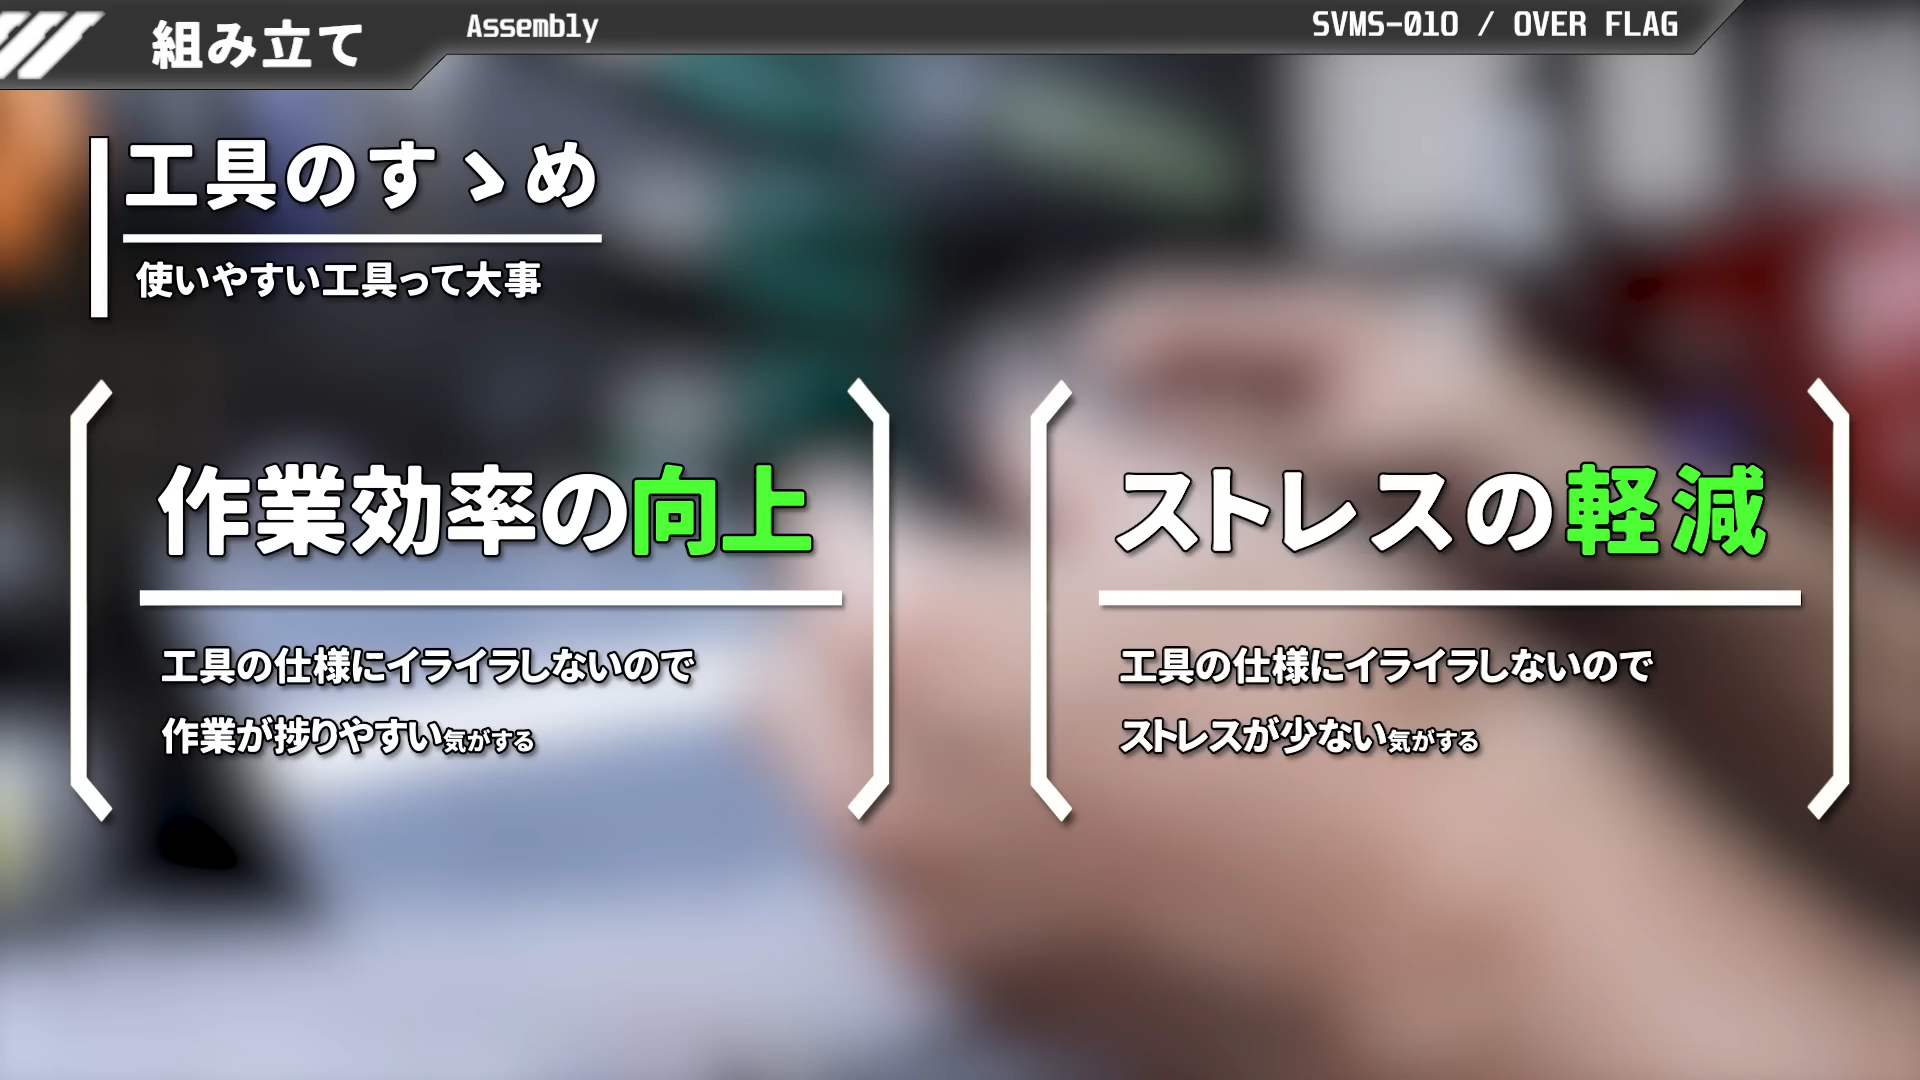 組み立て
Assembly
SVMS-010 / OVER FLAG
工具のすゝめ
使いやすい工具って大事
作業効率の向上
工具の仕様にイライラしないので
作業が捗りやすい気がする
ストレスの軽減
工具の仕様にイライラしないので
ストレスが少ない気がする